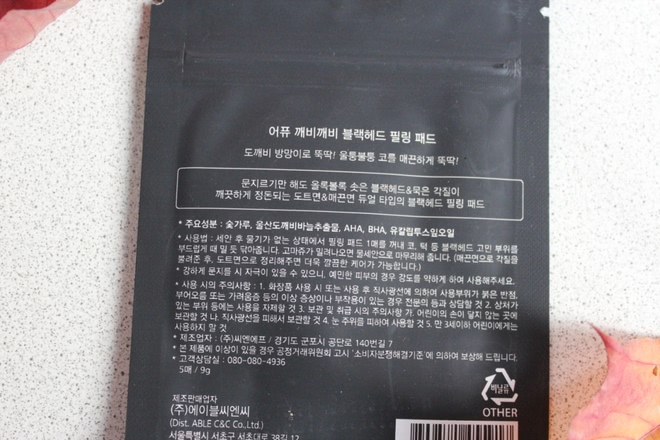 어퓨 깨비깨비 블랙헤드 필링 패드
도깨비 방망이로 뚝딱! 울퉁불퉁 코를 매끈하게 뚝딱!
문지르기만 해도 올록볼록 솟은 블랙헤드&묵은 각질이
깨끗하게 정돈되는 도트면&매끈면 듀얼 타입의 블랙헤드 필링 패드
* 주요성분 : 숯가루, 울산도깨비바늘추출물, AHA, BHA, 유칼립투스잎오일
* 사용법 : 세안 후 물기가 없는 상태에서 필링 패드 1매를 꺼내 코, 턱 등 블랙헤드 고민 부위를
부드럽게 때 밀 듯 닦아줍니다. 고마쥬가 밀려나오면 물세안으로 마무리해 줍니다. (매끈면으로 각질을
불려준 후, 도트면으로 정리해주면 더욱 깔끔한 케어가 가능합니다.)
* 강하게 문지를 시 자극이 있을 수 있으니, 예민한 피부의 경우 강도를 약하게 하여 사용해주세요.
* 사용 시의 주의사항 : 1. 화장품 사용 시 또는 사용 후 직사광선에 의하여 사용부위가 붉은 반점,
부어오름 또는 가려움증 등의 이상 증상이나 부작용이 있는 경우 전문의 등과 상담할 것 2. 상처가
있는 부위 등에는 사용을 자제할 것 3. 보관 및 취급 시의 주의사항 가. 어린이의 손이 닿지 않는 곳에
보관할 것 나. 직사광선을 피해서 보관할 것 4. 눈 주위를 피하여 사용할 것 5. 만 3세이하 어린이에게는
사용하지 말 것
* 제조업자 : (주)씨엔에프 / 경기도 군포시 공단로 140번길 7
* 본 제품에 이상이 있을 경우 공정거래위원회 고시 '소비자분쟁해결기준'에 의하여 보상해 드립니다.
* 고객상담실 : 080-080-4936
5매 / 9g
제조판매업자
(주)에이블씨엔씨
(Dist. ABLE C&C Co.,Ltd.)
서울특별시 서초구 서초대로 38길 12
비닐류
OTHER